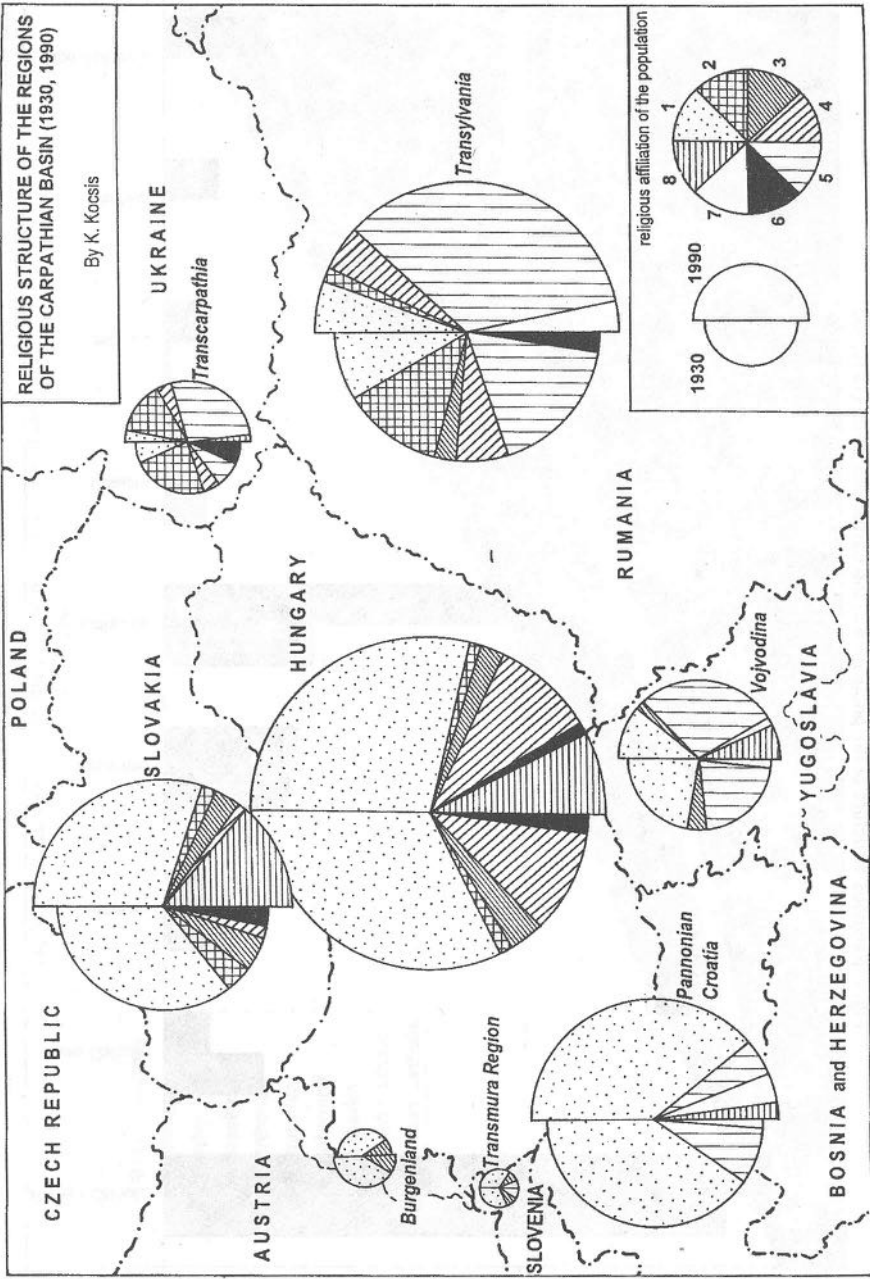 RELIGIOUS STRUCTURE OF THE REGIONS
OF THE CARPATHIAN BASIN (1930, 1990)
By K. Kocsis
POLAND
CZECH REPUBLIC
SLOVAKIA
UKRAINE
Transcarpathia
AUSTRIA
HUNGARY
Burgenland
Transylvania
Transmura Region
SLOVENIA
RUMANIA
Pannonian
Croatia
Vojvodina
YUGOSLAVIA
BOSNIA and HERZEGOVINA
1930
1990
religious affiliation of the population
1
2
3
4
5
6
7
8